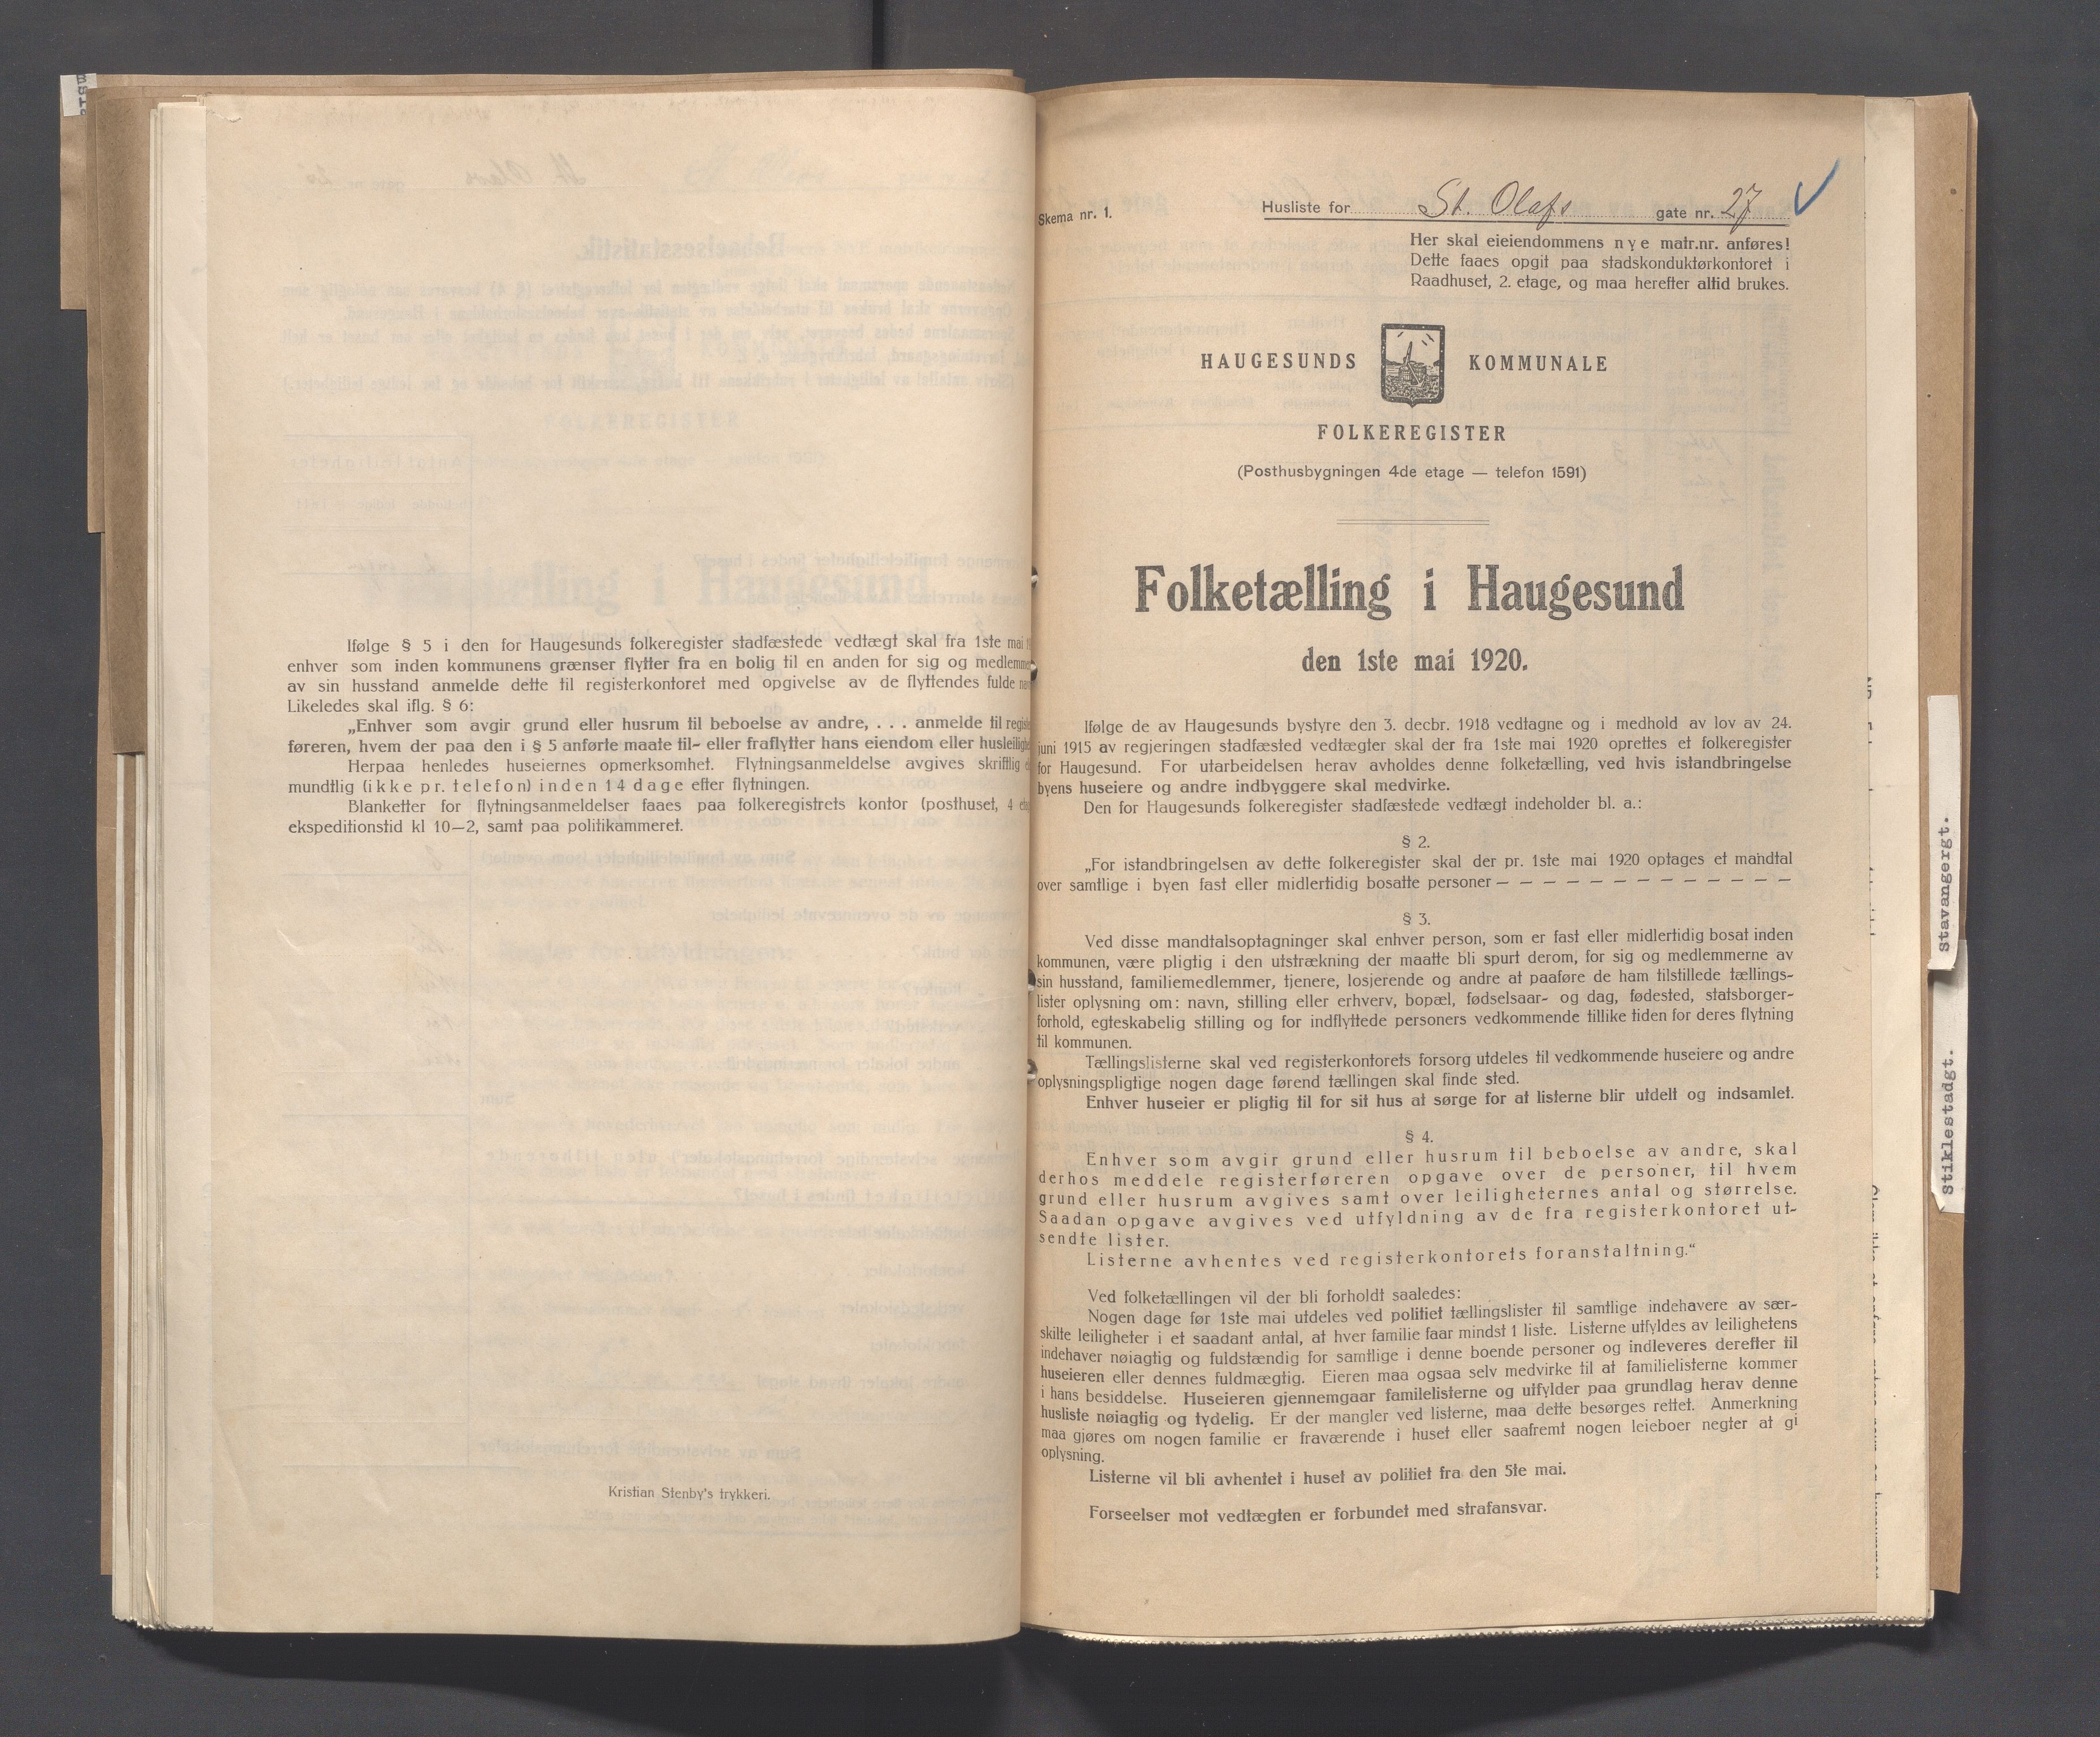 Ifølge § 5 i den for Haugesunds folkeregister stadfæstede vedtægt skal fra 1ste mai
enhver som inden kommunens grænser flytter fra en bolig til en anden for sig og medlemme
av sin husstand anmelde dette til registerkontoret med opgivelse av de flyttendes fulde
Likeledes skal iflg. § 6:
„Enhver som avgir grund eller husrum til beboelse av andre, . . . anmelde til regis
føreren, hvem der paa den i § 5 anførte maate til- eller fraflytter hans eiendom eller husleiligh
Herpaa henledes huseiernes opmerksomhet. Flytningsanmeldelse avgives skriftlig
mundtlig (ikke pr. telefon) inden 14 dage efter flytningen.
Blanketter for flytningsanmeldelser faaes paa folkeregistrets kontor (posthuset, 4
ekspeditionstid kl 10—2, samt paa politikammeret.
Kristian Stenby's trykkeri.
Skema nr. 1.
Husliste for St. Olafs gate nr. 27
Her skal eieiendommens nye matr.nr. anføres!
Dette faaes opgit paa stadskonduktørkontoret i
Raadhuset, 2. etage, og maa herefter altid brukes.
HAUGESUNDS KOMMUNALE
FOLKEREGISTER
(Posthusbygningen 4de etage — telefon 1591)
Folketælling i Haugesund
den 1ste mai 1920.
Ifølge de av Haugesunds bystyre den 3. decbr. 1918 vedtagne og i medhold av lov av 24.
juni 1915 av regjeringen stadfæsted vedtægter skal der fra 1ste mai 1920 oprettes et folkeregister
for Haugesund. For utarbeidelsen herav avholdes denne folketælling, ved hvis istandbringelse
byens huseiere og andre indbyggere skal medvirke.
Den for Haugesunds folkeregister stadfæstede vedtægt indeholder bl. a.:
§ 2.
„For istandbringelsen av dette folkeregister skal der pr. 1ste mai 1920 optages et mandtal
over samtlige i byen fast eller midlertidig bosatte personer — — — — — — — — — — — — —
§ 3.
Ved disse mandtalsoptagninger skal enhver person, som er fast eller midlertidig bosat inden
kommunen, være pligtig i den utstrækning der maatte bli spurt derom, for sig og medlemmerne av
sin husstand, familiemedlemmer, tjenere, losjerende og andre at paaføre de ham tilstillede tællings-
lister oplysning om: navn, stilling eller erhverv, bopæl, fødselsaar- og dag, fødested, statsborger-
forhold, egteskabelig stilling og for indflyttede personers vedkommende tillike tiden for deres flytning
til kommunen.
Tællingslisterne skal ved registerkontorets forsorg utdeles til vedkommende huseiere og andre
oplysningspligtige nogen dage førend tællingen skal finde sted.
Enhver huseier er pligtig til for sit hus at sørge for at listerne blir utdelt og indsamlet.
§ 4.
Enhver som avgir grund eller husrum til beboelse av andre, skal
derhos meddele registerføreren opgave over de personer, til hvem
grund eller husrum avgives samt over leiligheternes antal og størrelse.
Saadan opgave avgives ved utfyldning av de fra registerkontoret ut-
sendte lister.
Listerne avhentes ved registerkontorets foranstaltning.“
Ved folketællingen vil der bli forholdt saaledes:
Nogen dage før 1ste mai utdeles ved politiet tællingslister til samtlige indehavere av sær-
skilte leiligheter i et saadant antal, at hver familie faar mindst 1 liste. Listerne utfyldes av leilighetens
indehaver nøiagtig og fuldstændig for samtlige i denne boende personer og indleveres derefter til
huseieren eller dennes fuldmægtig. Eieren maa ogsaa selv medvirke til at familielisterne kommer
i hans besiddelse. Huseieren gjennemgaar familelisterne og utfylder paa grundlag herav denne
husliste nøiagtig og tydelig. Er der mangler ved listerne, maa dette besørges rettet. Anmerkning
maa gjøres om nogen familie er fraværende i huset eller saafremt nogen leieboer negter at gi
oplysning.
Listerne vil bli avhentet i huset av politiet fra den 5te mai.
Forseelser mot vedtægten er forbundet med strafansvar.
Stavangergt.
Stiklestadgt.